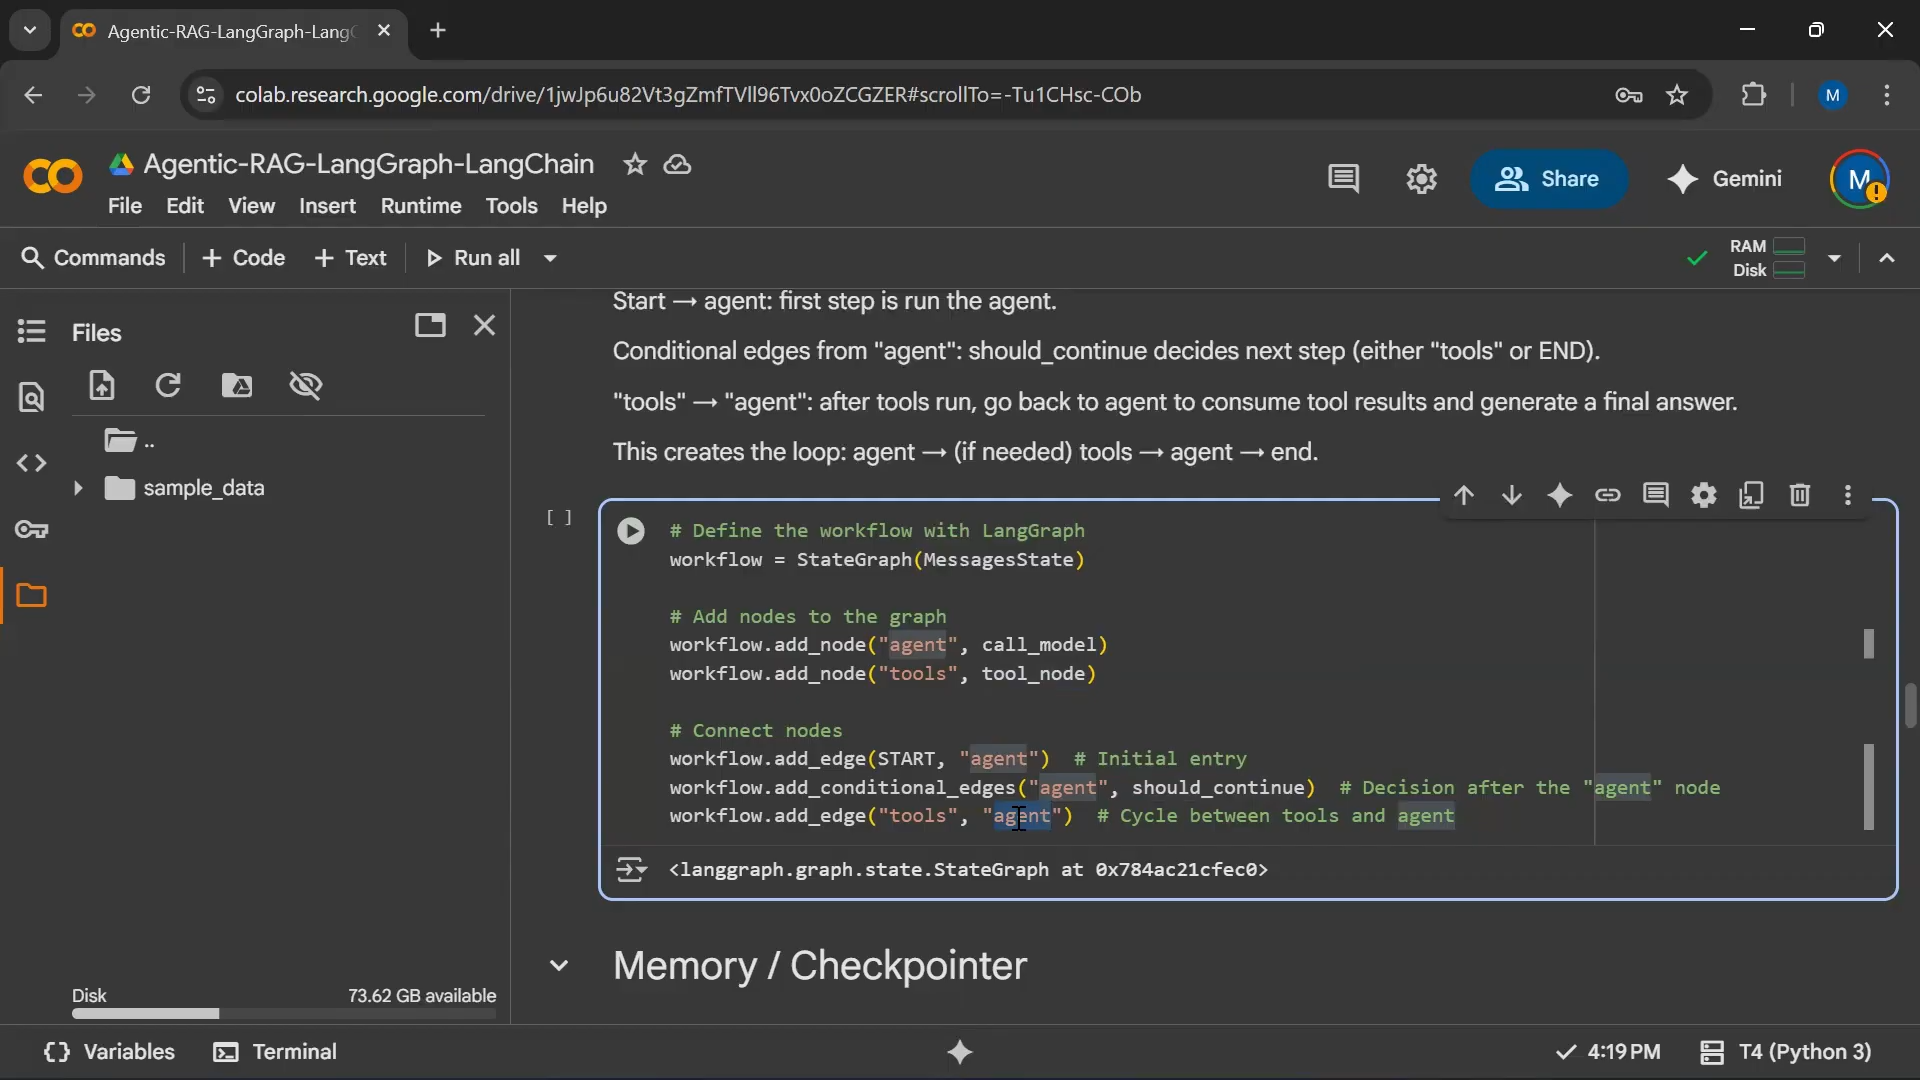 Agentic-RAG-LangGraph-Lang
colab.research.google.com/drive/1jwJp6u82Vt3gZmfTVlI96Tvx0oZCGZER#scrollTo=-Tu1CHsc-COb
M
Agentic-RAG-LangGraph-LangChain
File Edit View Insert Runtime Tools Help
Share
Gemini
M
Commands + Code + Text Run all
RAM
Disk
Files
..
sample_data
Disk 73.62 GB available
Start → agent: first step is run the agent.
Conditional edges from "agent": should_continue decides next step (either "tools" or END).
"tools" → "agent": after tools run, go back to agent to consume tool results and generate a final answer.
This creates the loop: agent → (if needed) tools → agent → end.
[ ]
# Define the workflow with LangGraph
workflow = StateGraph(MessagesState)
# Add nodes to the graph
workflow.add_node("agent", call_model)
workflow.add_node("tools", tool_node)
# Connect nodes
workflow.add_edge(START, "agent")  # Initial entry
workflow.add_conditional_edges("agent", should_continue)  # Decision after the "agent" node
workflow.add_edge("tools", "agent")  # Cycle between tools and agent
<langgraph.graph.state.StateGraph at 0x784ac21cfec0>
Memory / Checkpointer
Variables Terminal
4:19 PM T4 (Python 3)